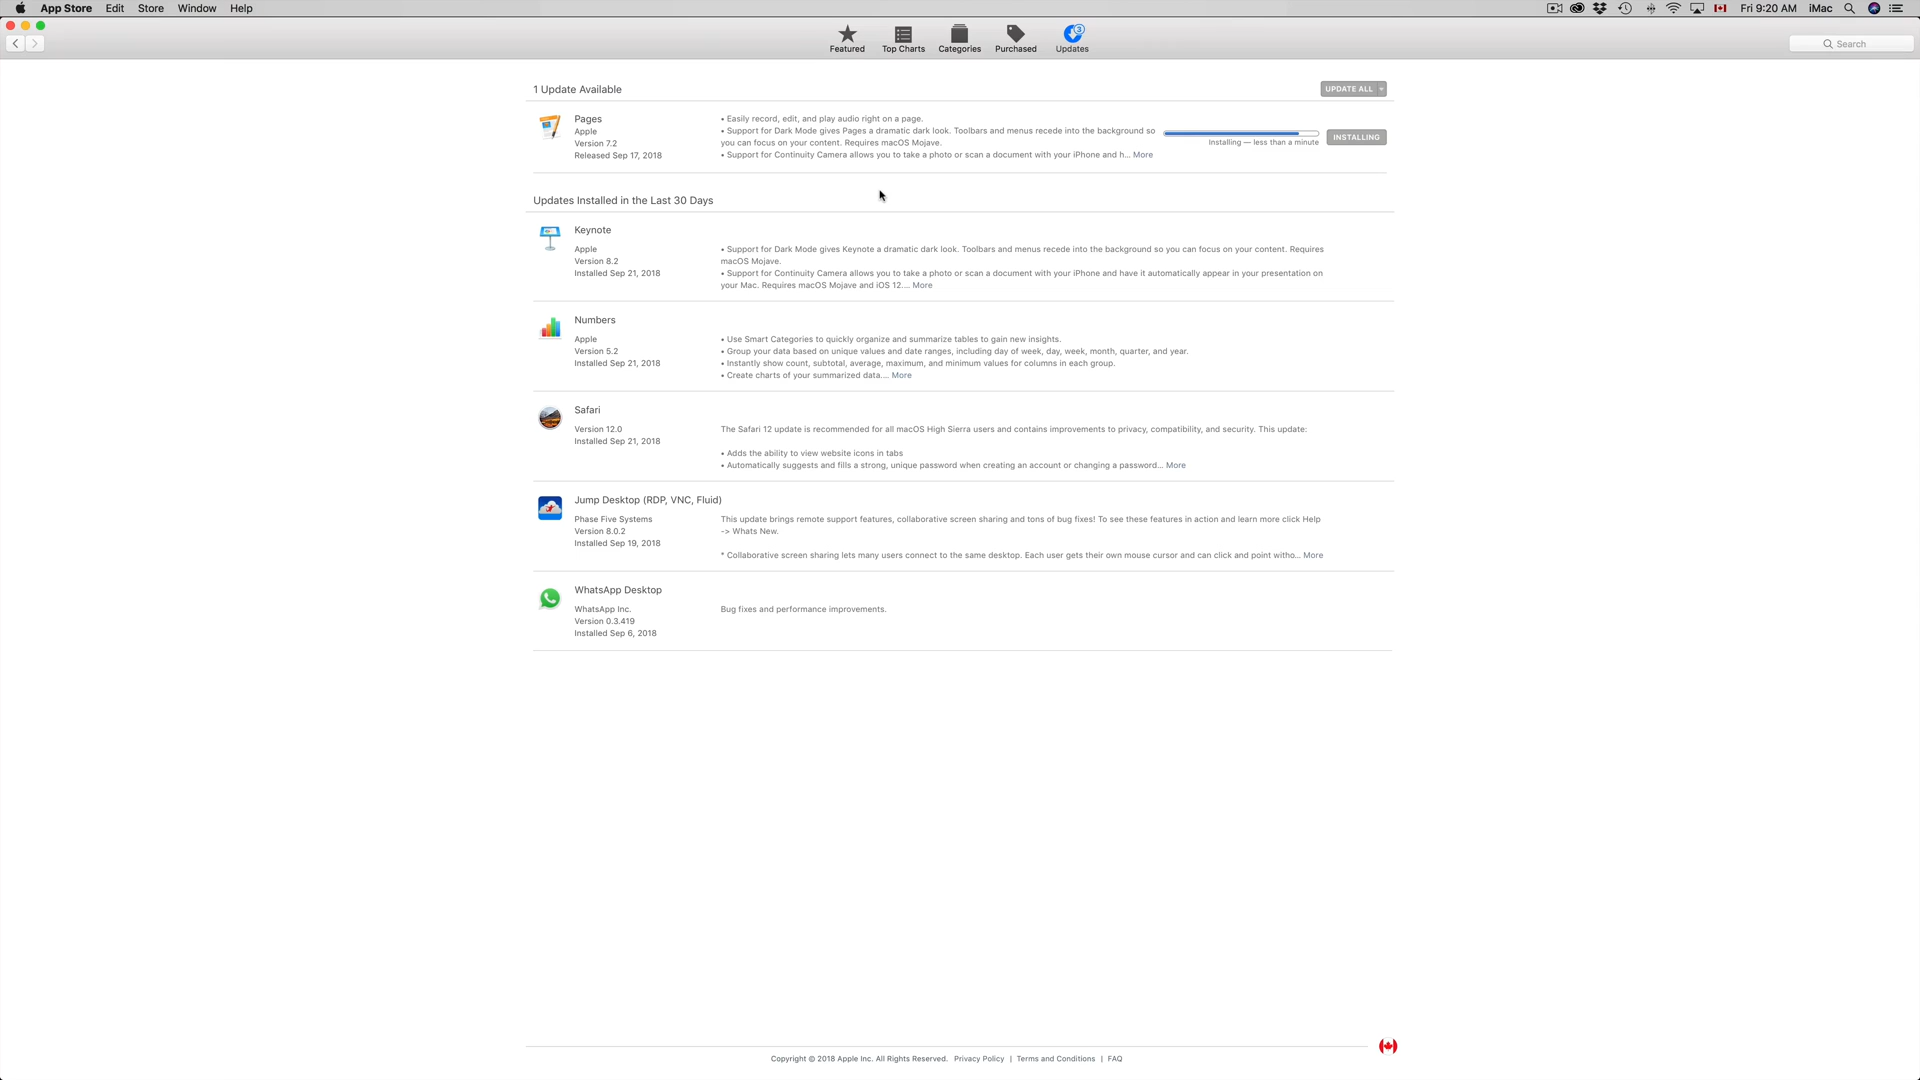 App Store Edit Store Window Help Fri 9:20 AM iMac
Featured Top Charts Categories Purchased Updates 3 Search
1 Update Available UPDATE ALL
Pages
Apple
Version 7.2
Released Sep 17, 2018
• Easily record, edit, and play audio right on a page.
• Support for Dark Mode gives Pages a dramatic dark look. Toolbars and menus recede into the background so
you can focus on your content. Requires macOS Mojave.
• Support for Continuity Camera allows you to take a photo or scan a document with your iPhone and h... More
Installing — less than a minute
INSTALLING
Updates Installed in the Last 30 Days
Keynote
Apple
Version 8.2
Installed Sep 21, 2018
• Support for Dark Mode gives Keynote a dramatic dark look. Toolbars and menus recede into the background so you can focus on your content. Requires
macOS Mojave.
• Support for Continuity Camera allows you to take a photo or scan a document with your iPhone and have it automatically appear in your presentation on
your Mac. Requires macOS Mojave and iOS 12.... More
Numbers
Apple
Version 5.2
Installed Sep 21, 2018
• Use Smart Categories to quickly organize and summarize tables to gain new insights.
• Group your data based on unique values and date ranges, including day of week, day, week, month, quarter, and year.
• Instantly show count, subtotal, average, maximum, and minimum values for columns in each group.
• Create charts of your summarized data.... More
Safari
Version 12.0
Installed Sep 21, 2018
The Safari 12 update is recommended for all macOS High Sierra users and contains improvements to privacy, compatibility, and security. This update:
• Adds the ability to view website icons in tabs
• Automatically suggests and fills a strong, unique password when creating an account or changing a password... More
Jump Desktop (RDP, VNC, Fluid)
Phase Five Systems
Version 8.0.2
Installed Sep 19, 2018
This update brings remote support features, collaborative screen sharing and tons of bug fixes! To see these features in action and learn more click Help
-> Whats New.
* Collaborative screen sharing lets many users connect to the same desktop. Each user gets their own mouse cursor and can click and point witho... More
WhatsApp Desktop
WhatsApp Inc.
Version 0.3.419
Installed Sep 6, 2018
Bug fixes and performance improvements.
Copyright © 2018 Apple Inc. All Rights Reserved. Privacy Policy | Terms and Conditions | FAQ